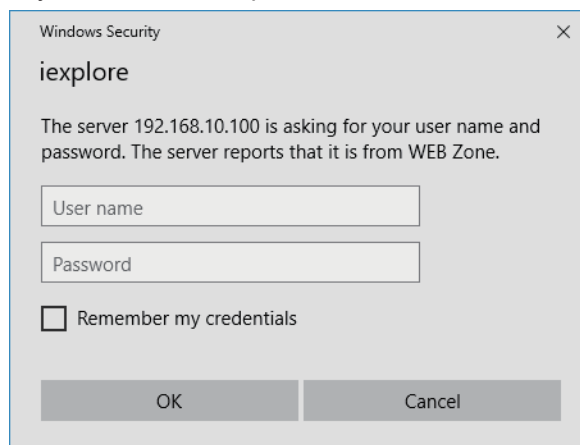 Windows Security
iexplore
The server 192.168.10.100 is asking for your user name and
password. The server reports that it is from WEB Zone.
User name
Password
Remember my credentials
OK
Cancel